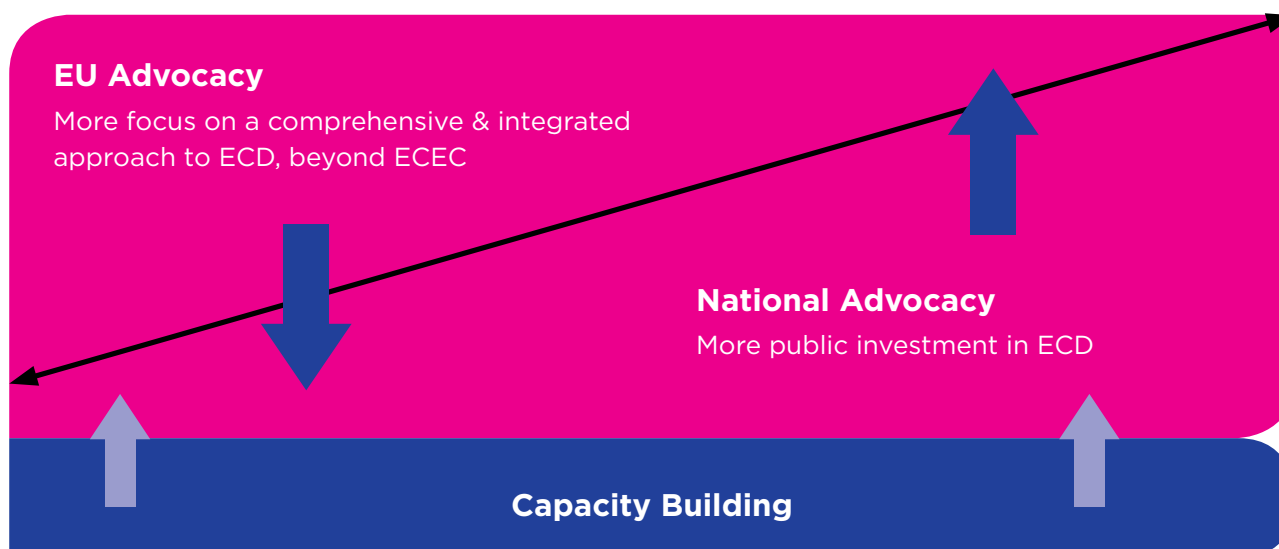 EU Advocacy
More focus on a comprehensive & integrated
approach to ECD, beyond ECEC
National Advocacy
More public investment in ECD
Capacity Building